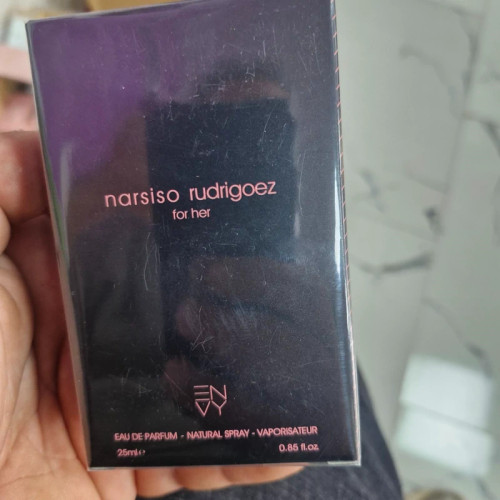 narsiso rudrigoez
for her
EN
VY
EAU DE PARFUM - NATURAL SPRAY - VAPORISATEUR
25ml e 0.85 fl.oz.